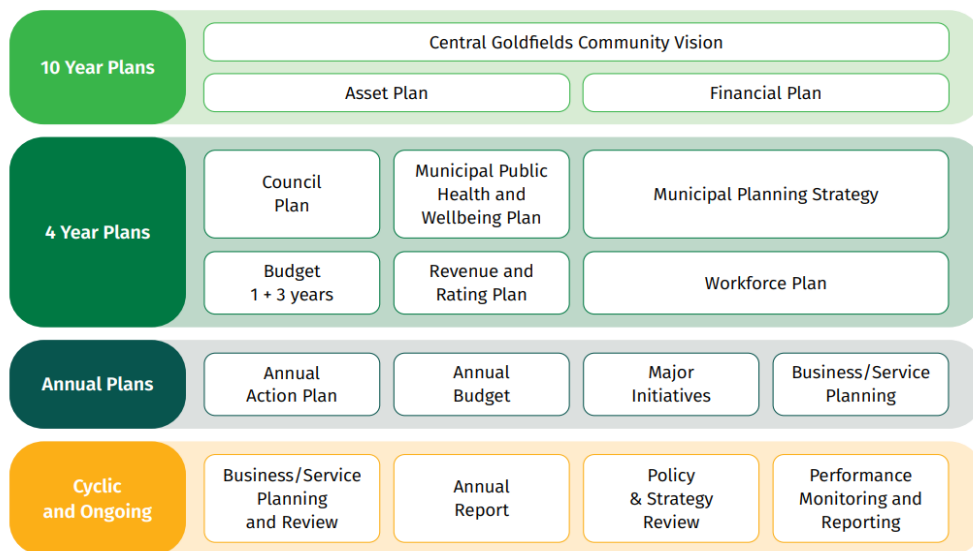 10 Year Plans
Central Goldfields Community Vision
Asset Plan
Financial Plan
4 Year Plans
Council
Plan
Municipal Public
Health and
Wellbeing Plan
Municipal Planning Strategy
Budget
1 + 3 years
Revenue and
Rating Plan
Workforce Plan
Annual Plans
Annual
Action Plan
Annual
Budget
Major
Initiatives
Business/Service
Planning
Cyclic
and Ongoing
Business/Service
Planning
and Review
Annual
Report
Policy
& Strategy
Review
Performance
Monitoring and
Reporting